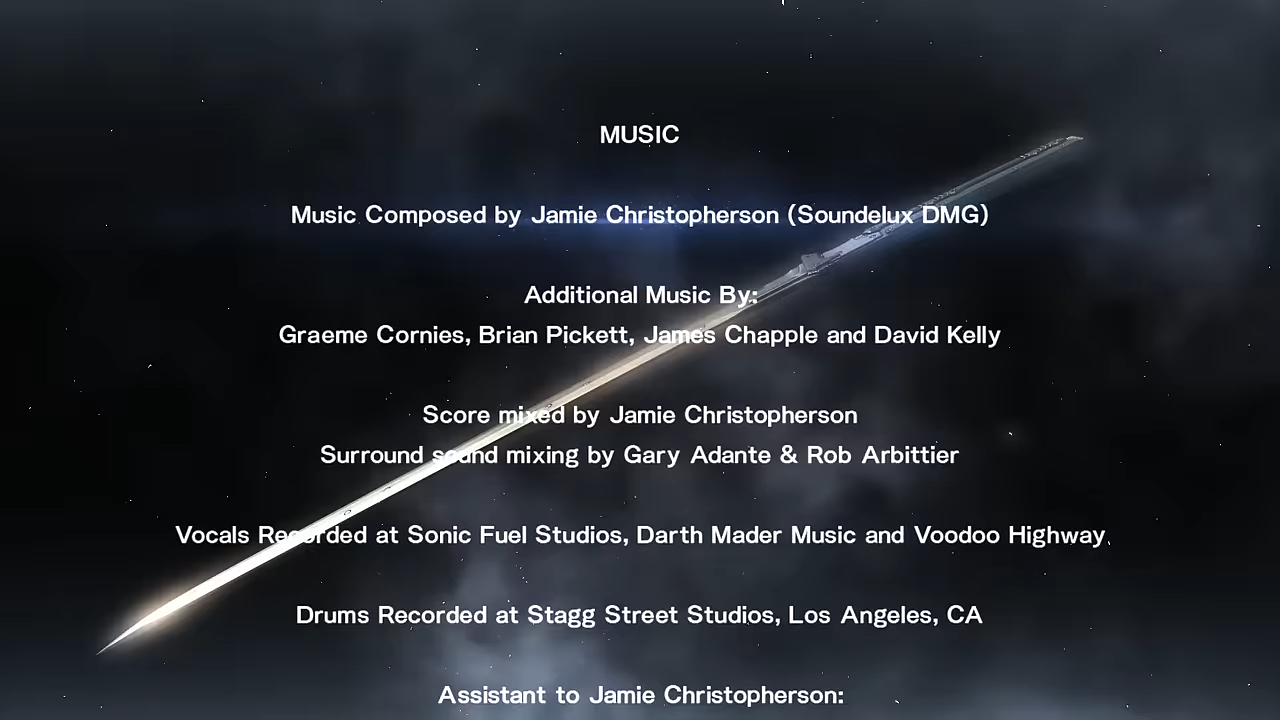 MUSIC
Music Composed by Jamie Christopherson (Soundelux DMG)
Additional Music By:
Graeme Cornies, Brian Pickett, James Chapple and David Kelly
Score mixed by Jamie Christopherson
Surround sound mixing by Gary Adante & Rob Arbittier
Vocals Recorded at Sonic Fuel Studios, Darth Mader Music and Voodoo Highway
Drums Recorded at Stagg Street Studios, Los Angeles, CA
Assistant to Jamie Christopherson: